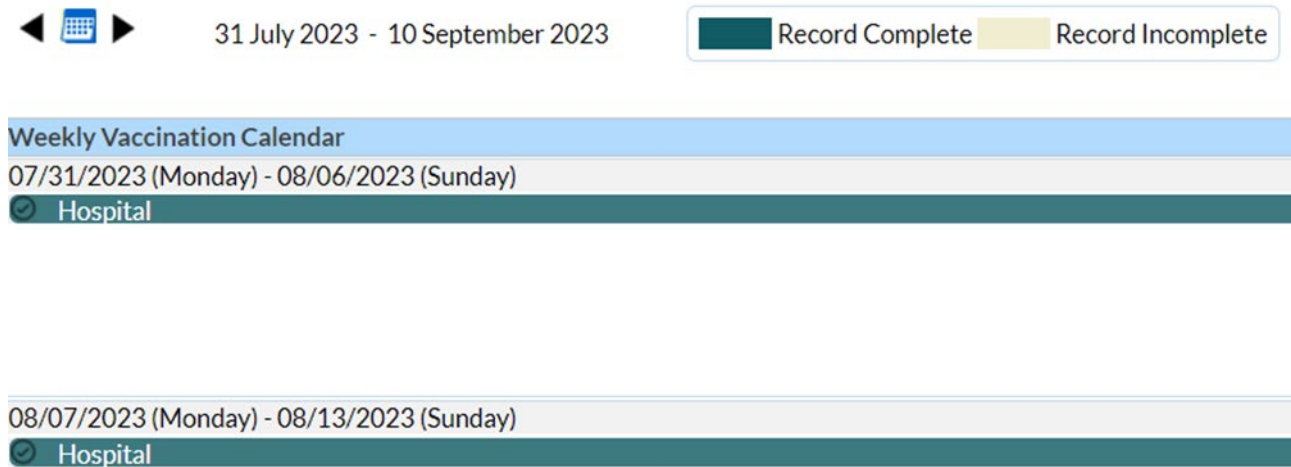 31 July 2023 - 10 September 2023
Record Complete
Record Incomplete
Weekly Vaccination Calendar
07/31/2023 (Monday) - 08/06/2023 (Sunday)
Hospital
08/07/2023 (Monday) - 08/13/2023 (Sunday)
Hospital